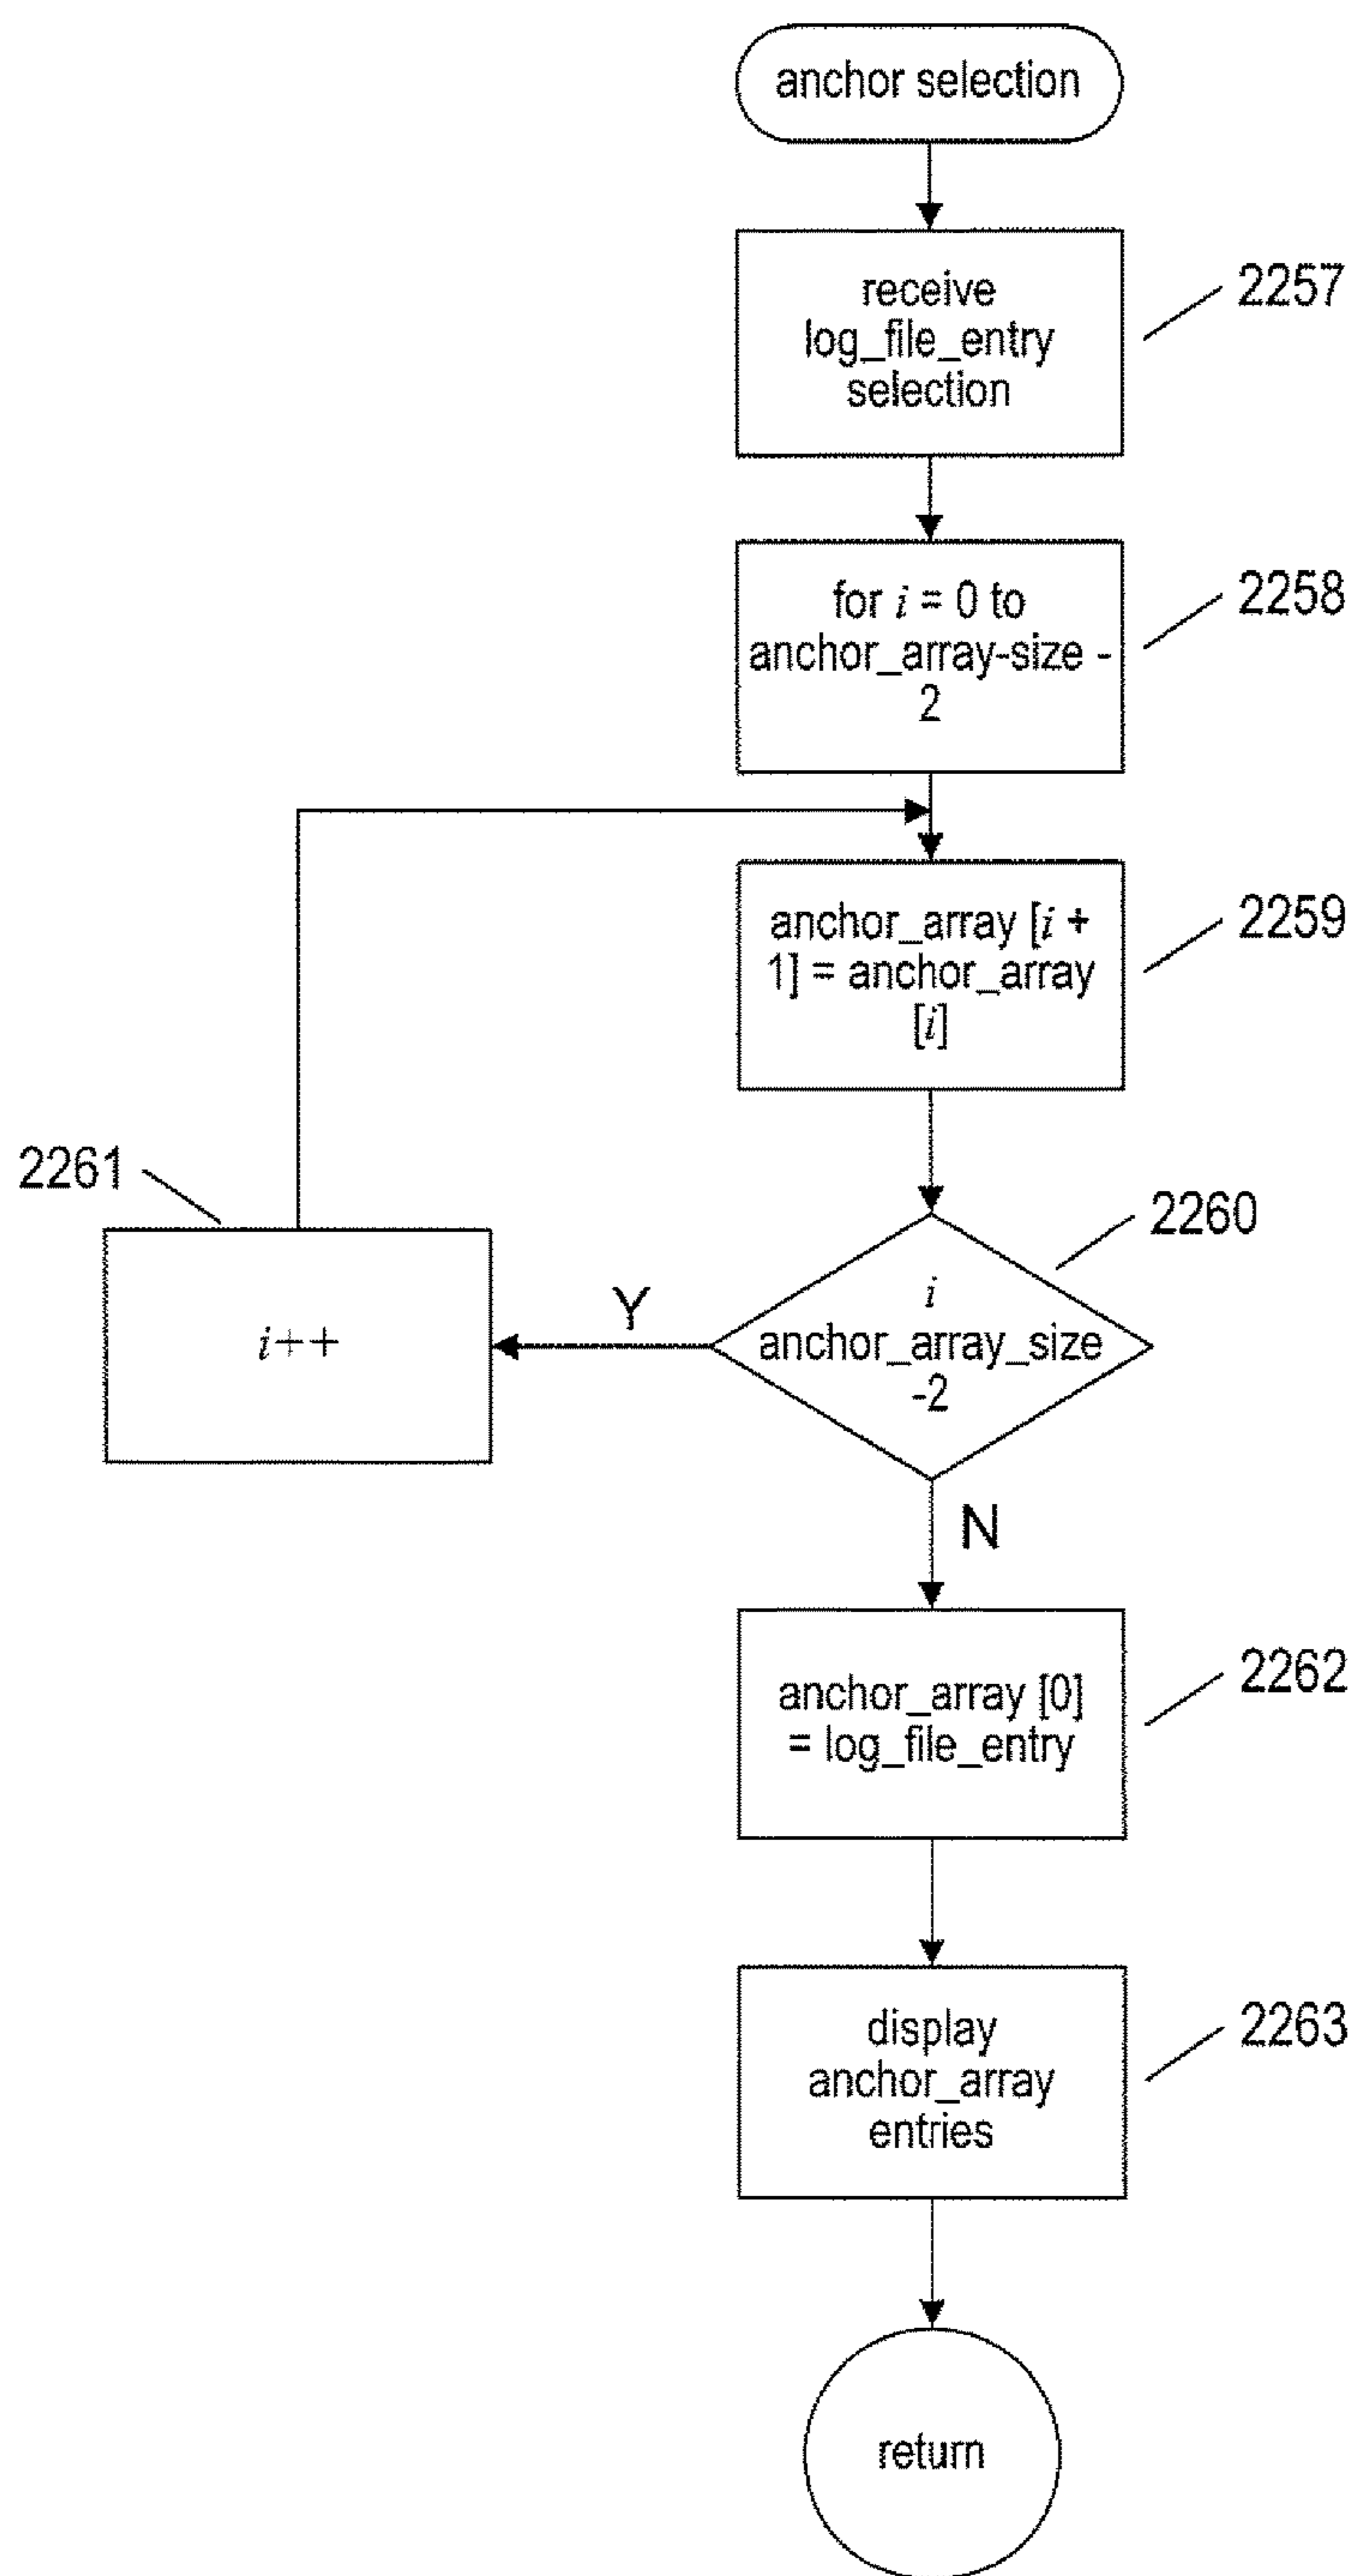 anchor selection
receive
log_file_entry
selection
2257
for i = 0 to
anchor_array-size -
2
2258
anchor_array [i +
1] = anchor_array
[i]
2259
2261
i++
Y
i
anchor_array_size
-2
2260
N
anchor_array [0]
= log_file_entry
2262
display
anchor_array
entries
2263
return